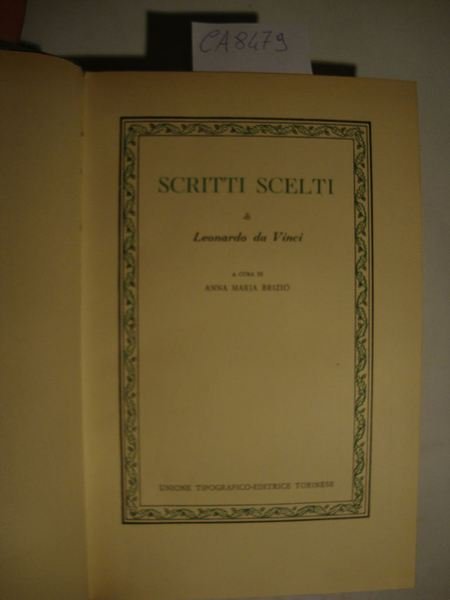 CA8479
SCRITTI SCELTI
di
Leonardo da Vinci
A CURA DI
ANNA MARIA BRIZIO
UNIONE TIPOGRAFICO-EDITRICE TORINESE